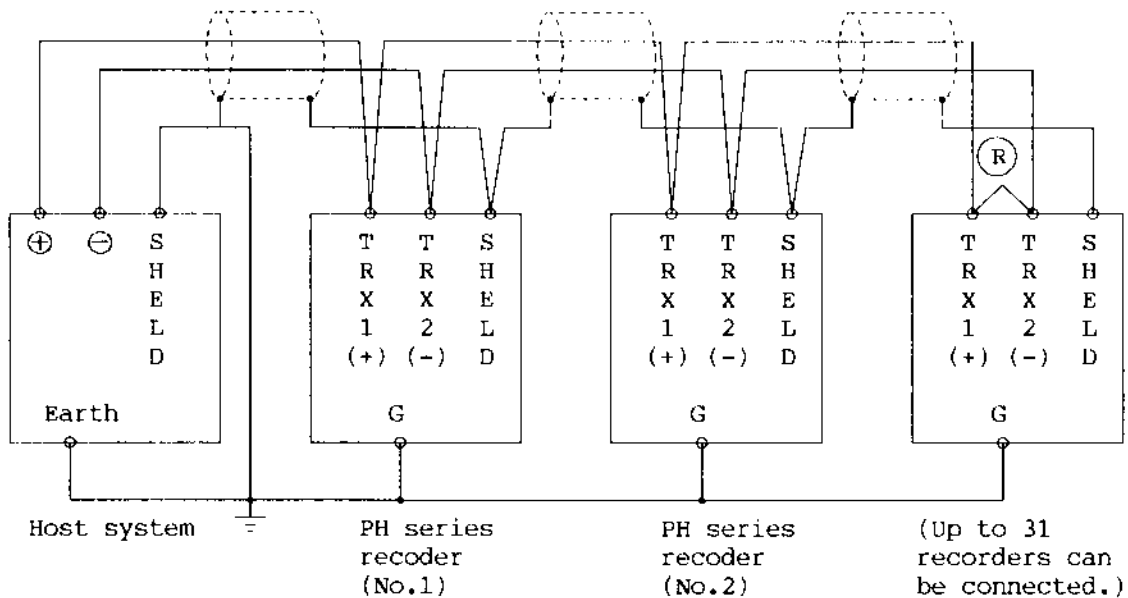 R
⊕ ⊖ SHELD
Earth
TRX1(+) TRX2(-) SHELD
G
TRX1(+) TRX2(-) SHELD
G
TRX1(+) TRX2(-) SHELD
G
Host system
PH series
recoder
(No.1)
PH series
recoder
(No.2)
(Up to 31
recorders can
be connected.)